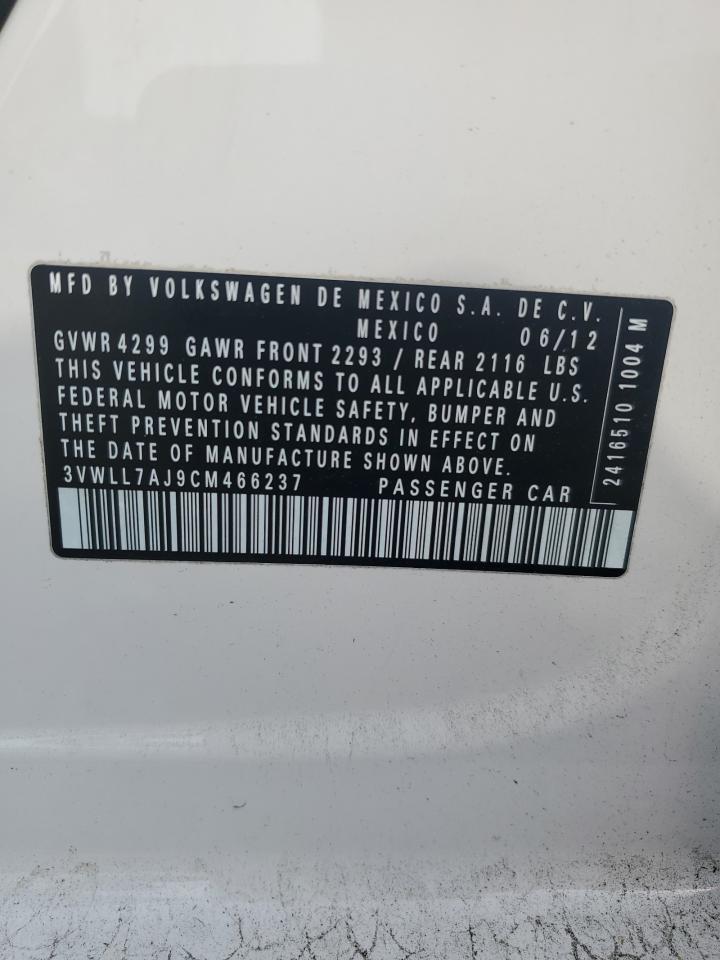 MFD BY VOLKSWAGEN DE MEXICO S.A. DE C.V.
MEXICO 06/12
GVWR 4299 GAWR FRONT 2293 / REAR 2116 LBS
THIS VEHICLE CONFORMS TO ALL APPLICABLE U.S.
FEDERAL MOTOR VEHICLE SAFETY, BUMPER AND
THEFT PREVENTION STANDARDS IN EFFECT ON
THE DATE OF MANUFACTURE SHOWN ABOVE.
3VWLL7AJ9CM466237 PASSENGER CAR
2416510 1004 M